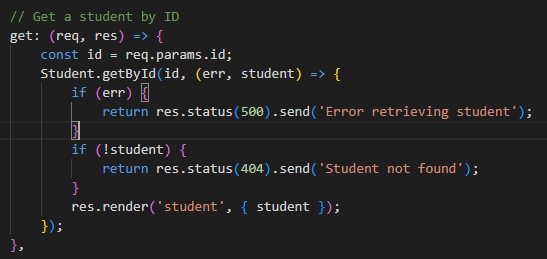 // Get a student by ID
get: (req, res) => {
    const id = req.params.id;
    Student.getById(id, (err, student) => {
        if (err) {
            return res.status(500).send('Error retrieving student');
        }
        if (!student) {
            return res.status(404).send('Student not found');
        }
        res.render('student', { student });
    });
},